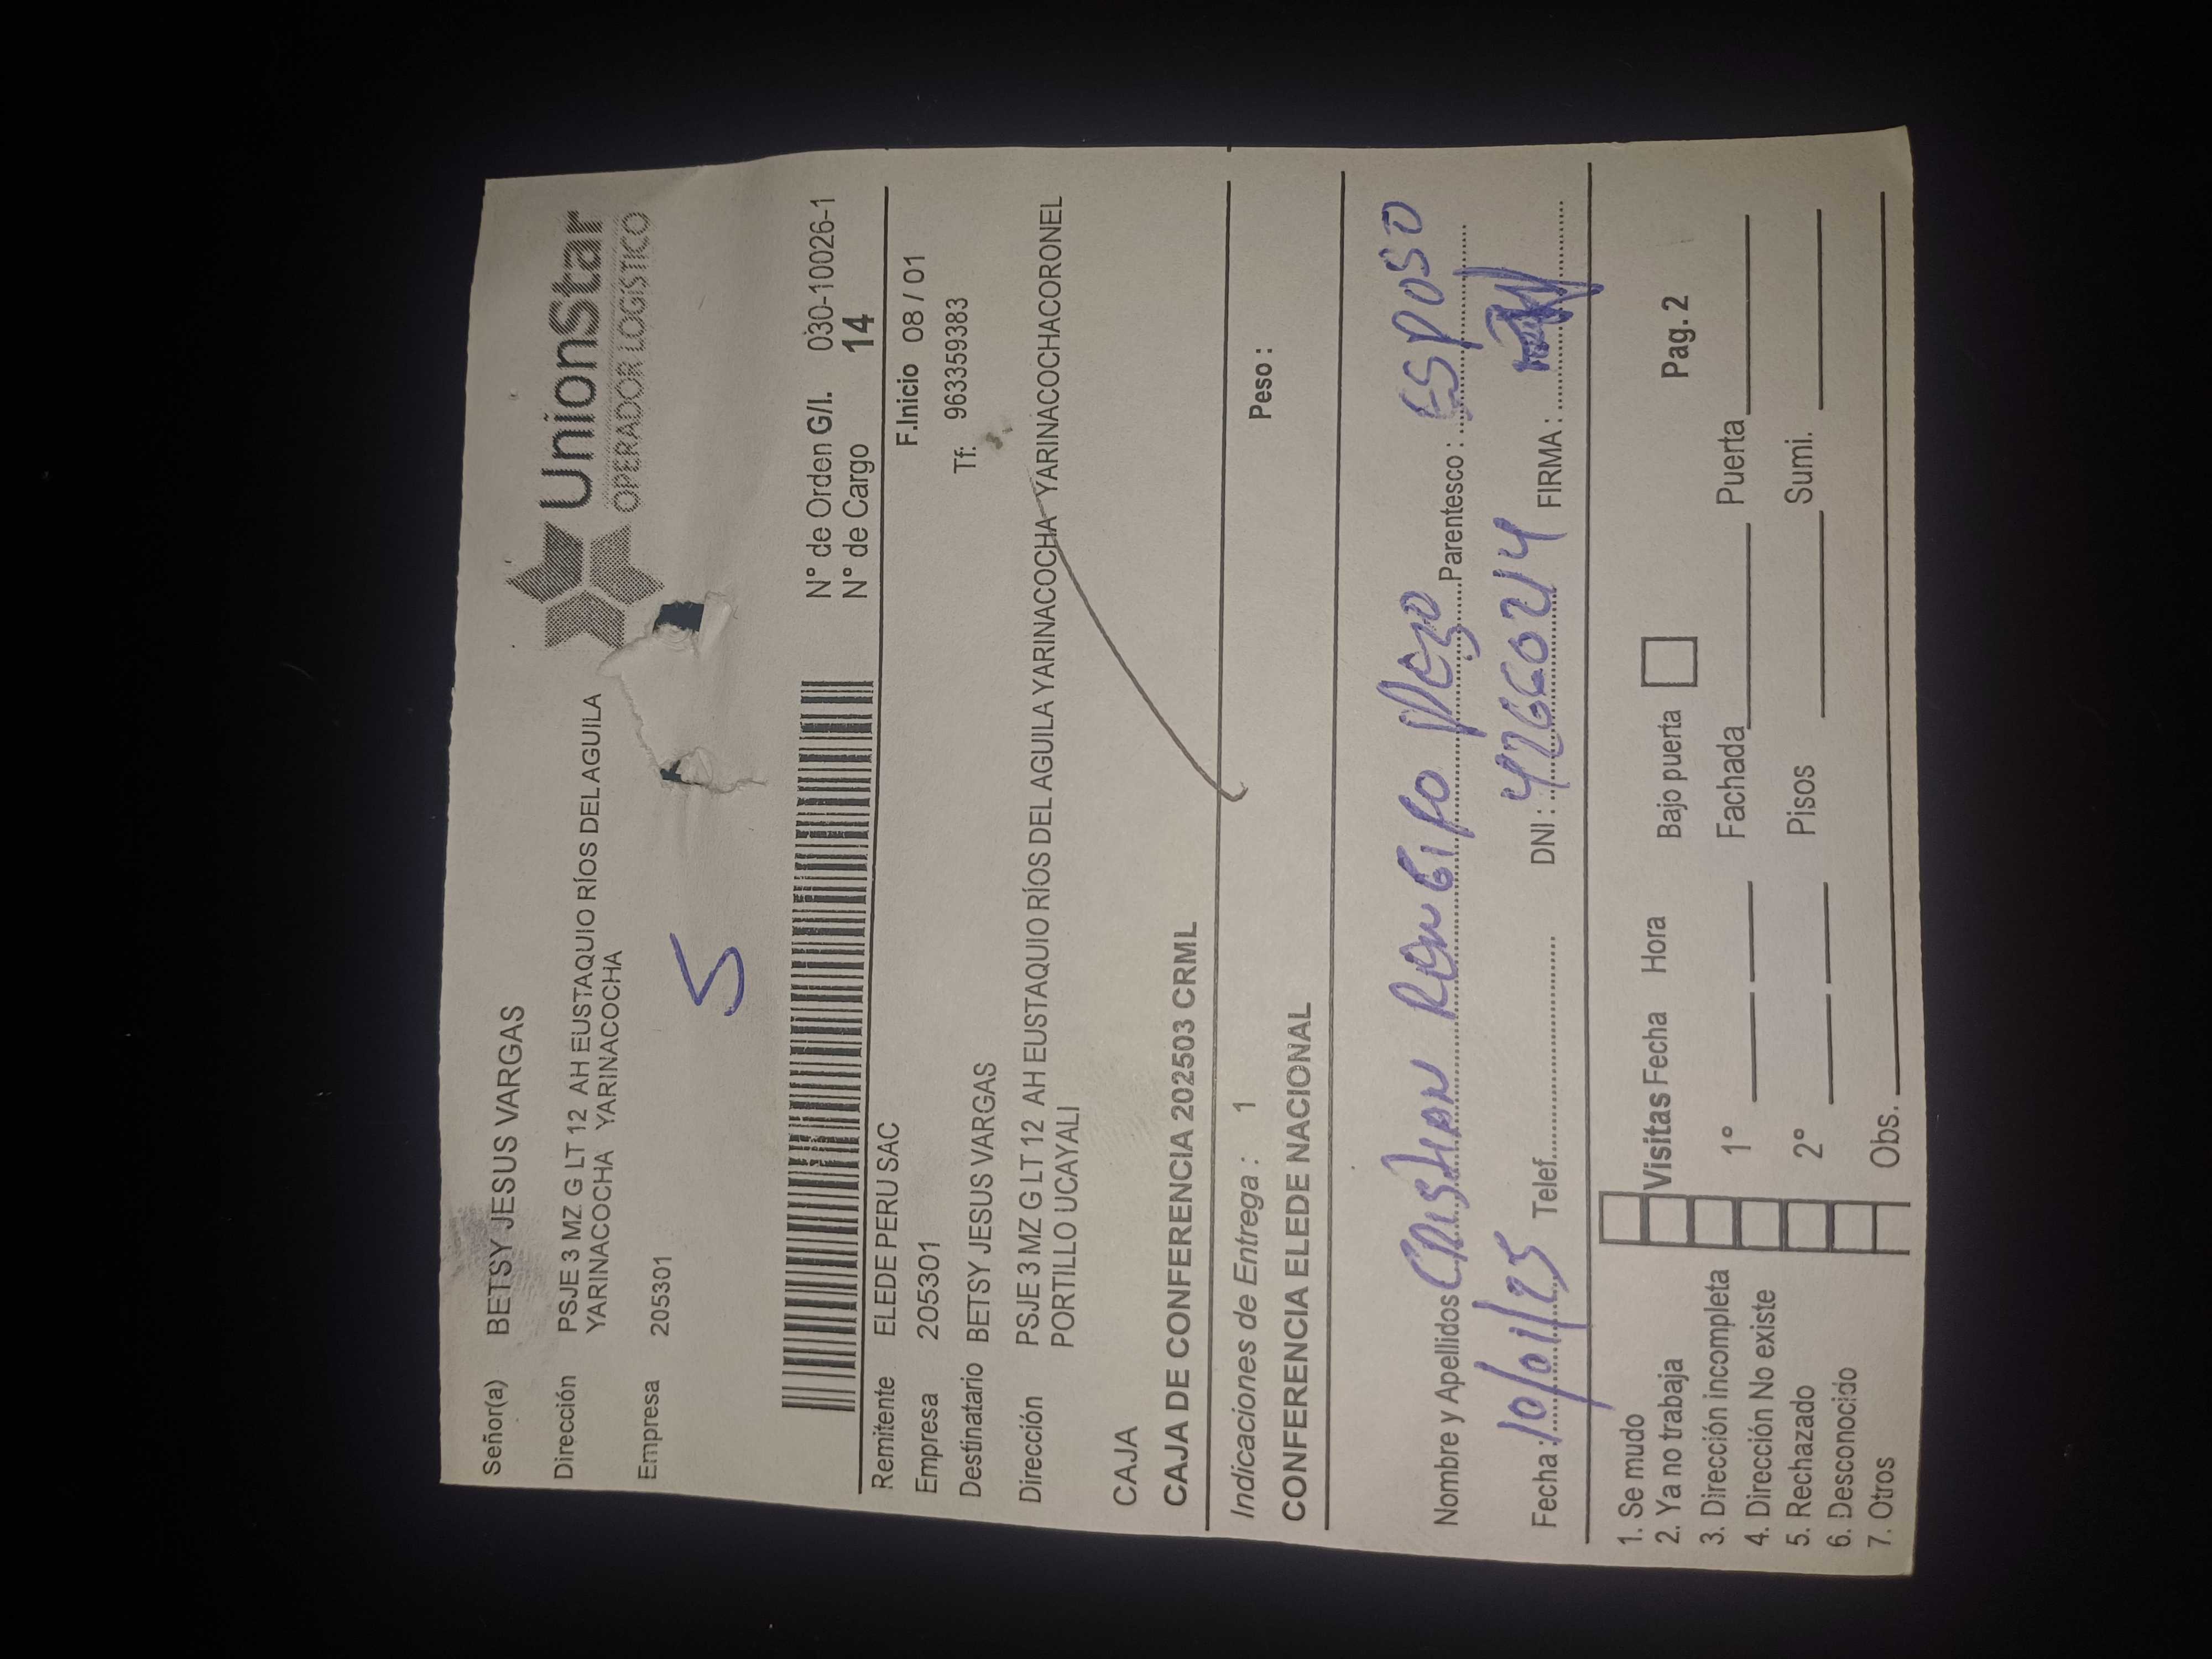 Señor(a) BETSY JESUS VARGAS
UnionStar
OPERADOR LOGÍSTICO
Dirección PSJE 3 MZ G LT 12 AH EUSTAQUIO RÍOS DEL AGUILA
YARINACOCHA YARINACOCHA
Empresa 205301
5
N° de Orden G/I. 030-10026-1
N° de Cargo 14
Remitente ELEDE PERU SAC
F.Inicio 08 / 01
Empresa 205301
Tf: 963359383
Destinatario BETSY JESUS VARGAS
Dirección PSJE 3 MZ G LT 12 AH EUSTAQUIO RÍOS DEL AGUILA YARINACOCHA YARINACOCHACORONEL
PORTILLO UCAYALI
CAJA
CAJA DE CONFERENCIA 202503 CRML
Indicaciones de Entrega : 1 Peso :
CONFERENCIA ELEDE NACIONAL
Nombre y Apellidos RENGIFO Parentesco : ESPOSO
Fecha: 10/01/25 Telef. DNI : 47660214 FIRMA :
1. Se mudo
2. Ya no trabaja
3. Dirección incompleta
4. Dirección No existe
5. Rechazado
6. Desconocido
7. Otros
Visitas Fecha Hora Bajo puerta Pag. 2
1° Fachada Puerta
2° Pisos Sumi.
Obs.